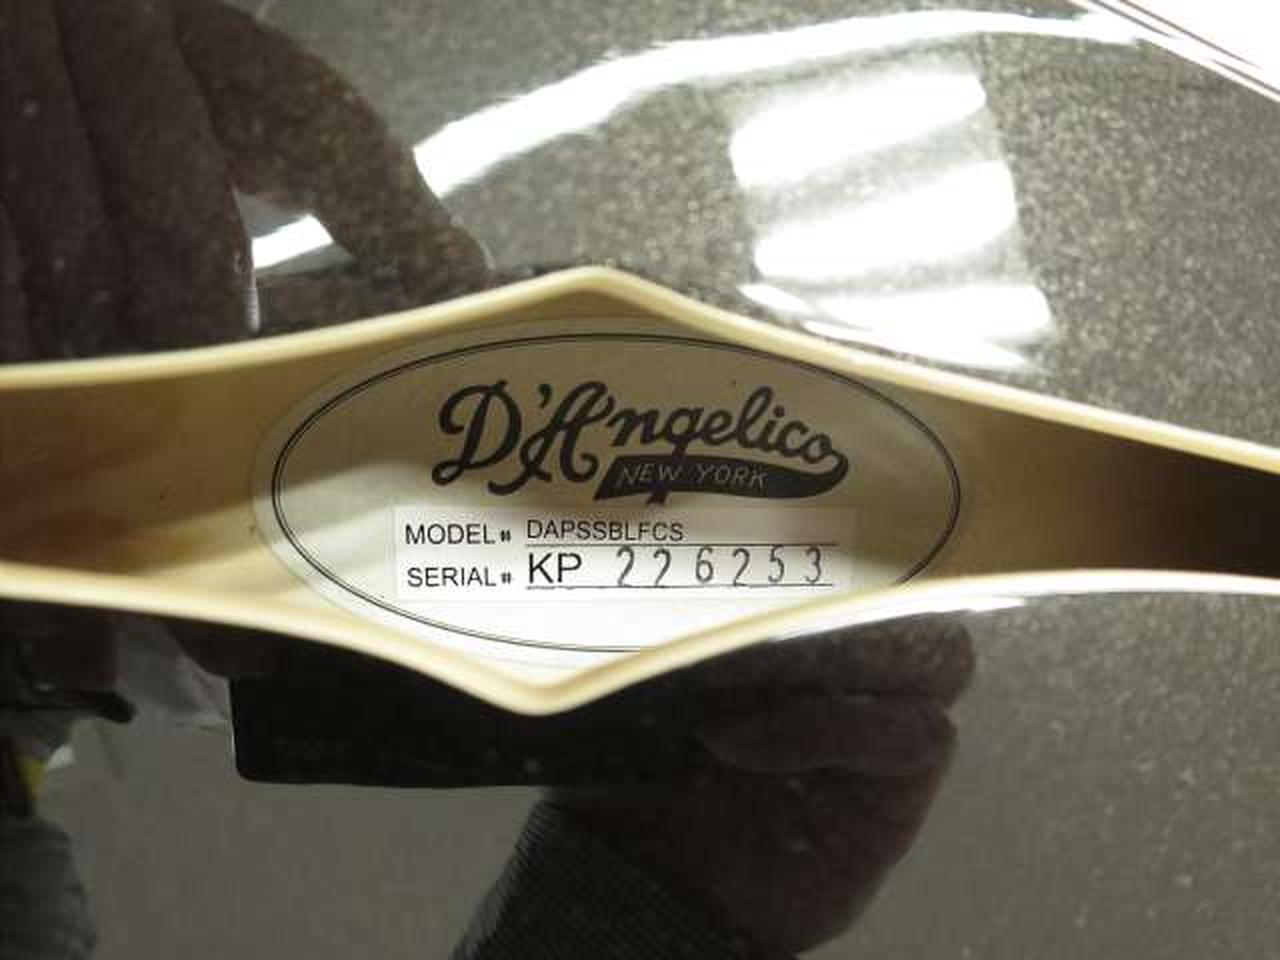 D'Angelico
NEW YORK
MODEL# DAPSSBLFCS
SERIAL# KP 226253